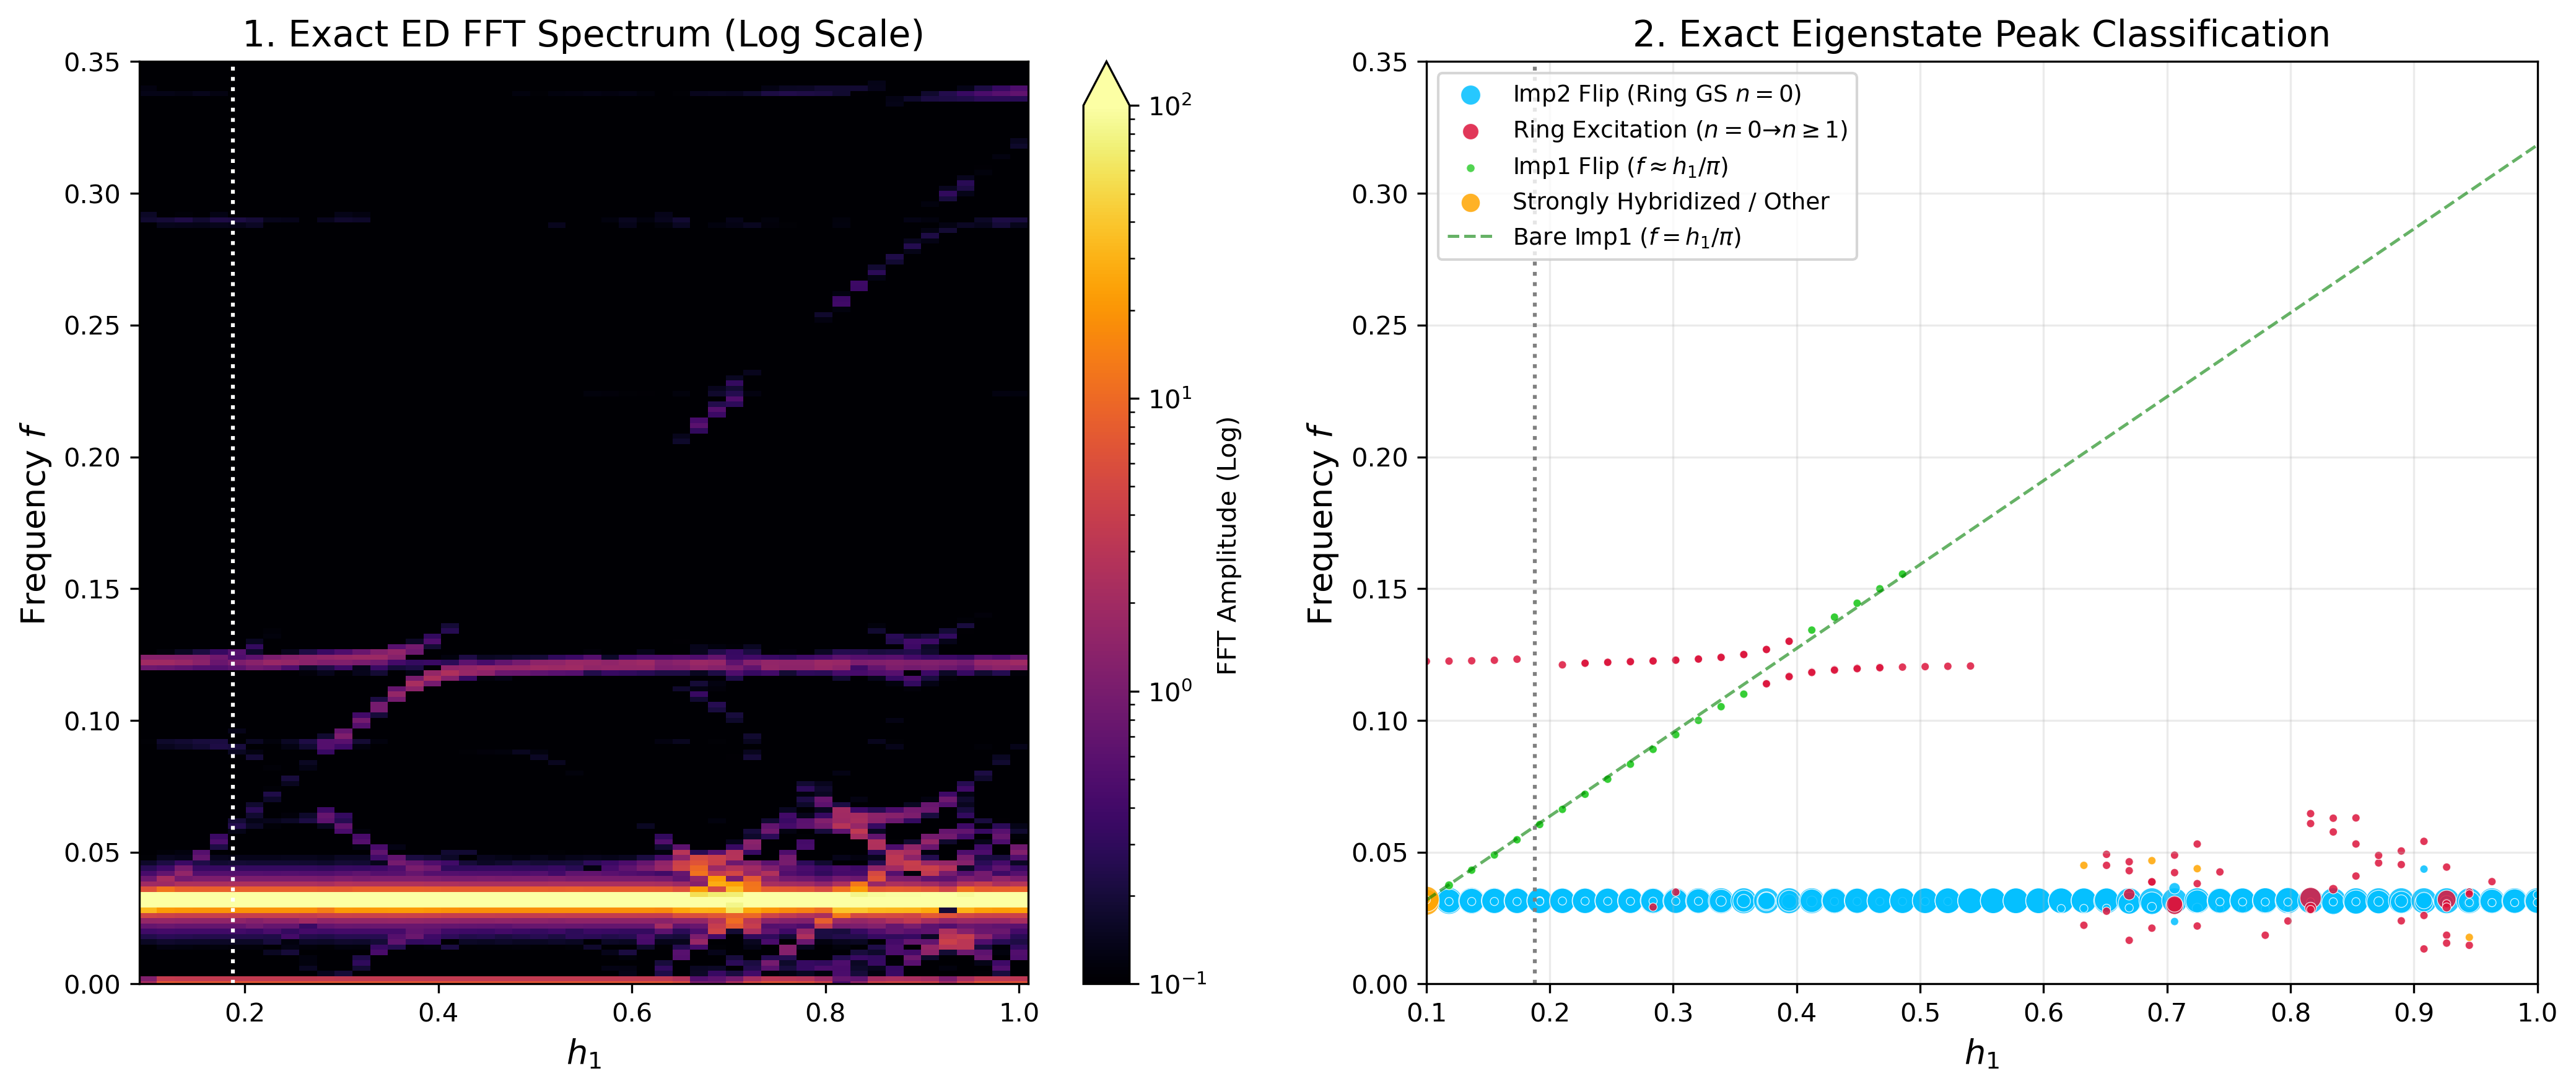 1. Exact ED FFT Spectrum (Log Scale)
Frequency f
0.35
0.30
0.25
0.20
0.15
0.10
0.05
0.00
0.2
0.4
0.6
0.8
1.0
h₁
10²
10¹
10⁰
10⁻¹
FFT Amplitude (Log)
2. Exact Eigenstate Peak Classification
Imp2 Flip (Ring GS n = 0)
Ring Excitation (n = 0→n ≥ 1)
Imp1 Flip (f ≈ h₁/π)
Strongly Hybridized / Other
Bare Imp1 (f = h₁/π)
Frequency f
0.35
0.30
0.25
0.20
0.15
0.10
0.05
0.00
0.1
0.2
0.3
0.4
0.5
0.6
0.7
0.8
0.9
1.0
h₁